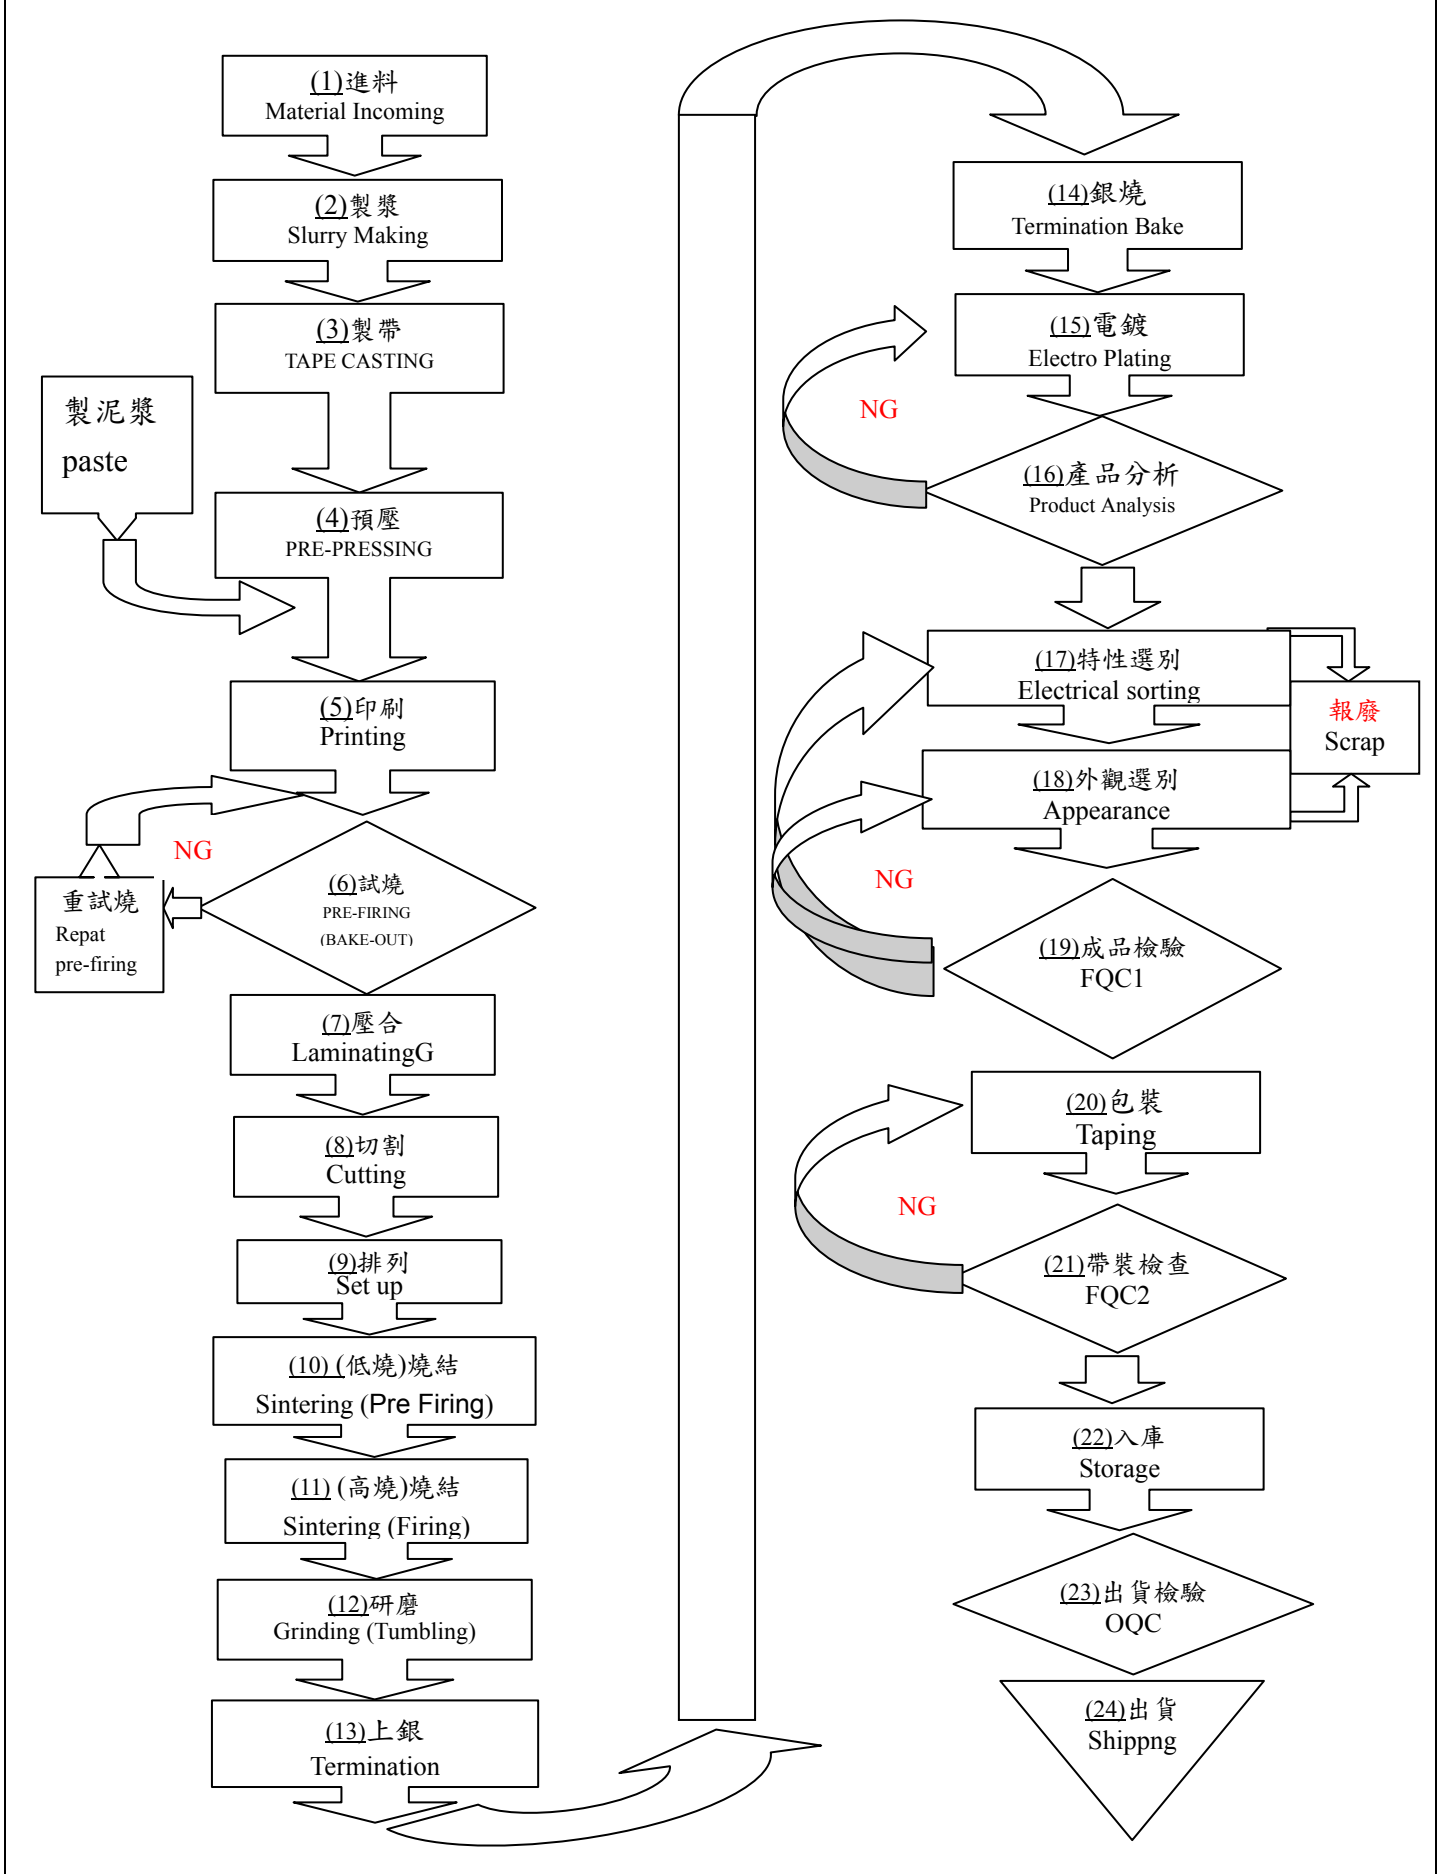 (1)進料
Material Incoming
(2)製漿
Slurry Making
(3)製帶
TAPE CASTING
製泥漿
paste
(4)預壓
PRE-PRESSING
(5)印刷
Printing
NG
(6)試燒
PRE-FIRING
(BAKE-OUT)
重試燒
Repat
pre-firing
(7)壓合
LaminatingG
(8)切割
Cutting
(9)排列
Set up
(10) (低燒)燒結
Sintering (Pre Firing)
(11) (高燒)燒結
Sintering (Firing)
(12)研磨
Grinding (Tumbling)
(13)上銀
Termination
(14)銀燒
Termination Bake
(15)電鍍
Electro Plating
NG
(16)產品分析
Product Analysis
(17)特性選別
Electrical sorting
報廢
Scrap
(18)外觀選別
Appearance
NG
(19)成品檢驗
FQC1
(20)包裝
Taping
NG
(21)帶裝檢查
FQC2
(22)入庫
Storage
(23)出貨檢驗
OQC
(24)出貨
Shippng